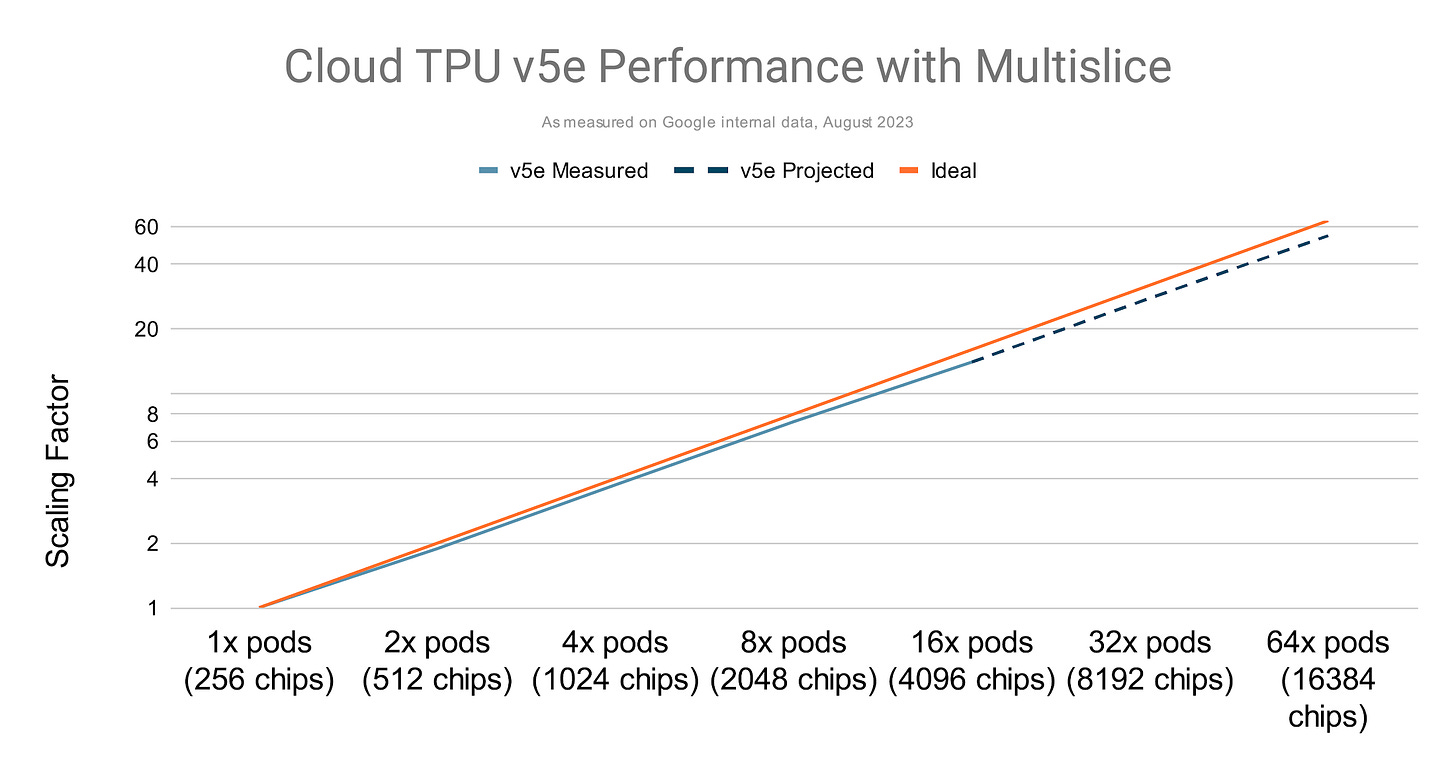 Cloud TPU v5e Performance with Multislice
As measured on Google internal data, August 2023
v5e Measured v5e Projected Ideal
60
40
20
8
6
4
2
1
Scaling Factor
1x pods 2x pods 4x pods 8x pods 16x pods 32x pods 64x pods
(256 chips) (512 chips) (1024 chips) (2048 chips) (4096 chips) (8192 chips) (16384
chips)